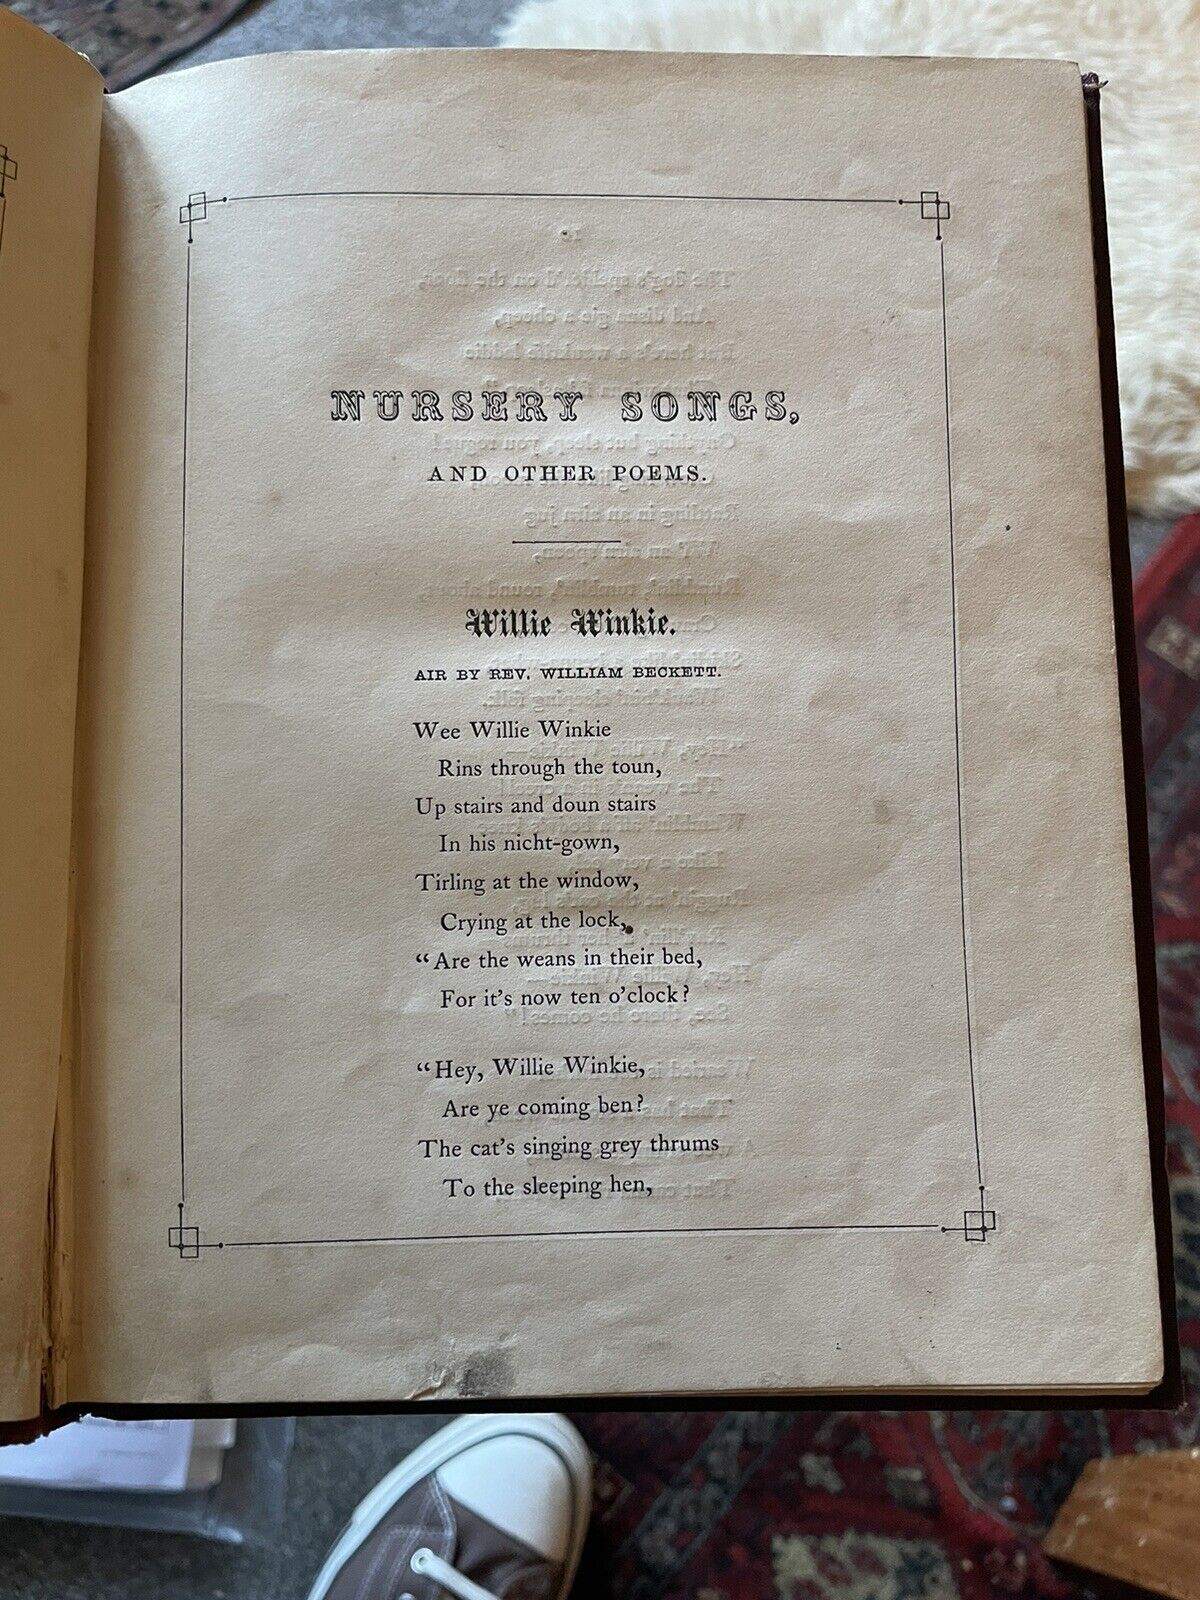 NURSERY SONGS,
AND OTHER POEMS.
Willie Winkie.
AIR BY REV. WILLIAM BECKETT.
Wee Willie Winkie
Rins through the toun,
Up stairs and doun stairs
In his nicht-gown,
Tirling at the window,
Crying at the lock,
“Are the weans in their bed,
For it's now ten o'clock?
“Hey, Willie Winkie,
Are ye coming ben?
The cat's singing grey thrums
To the sleeping hen,